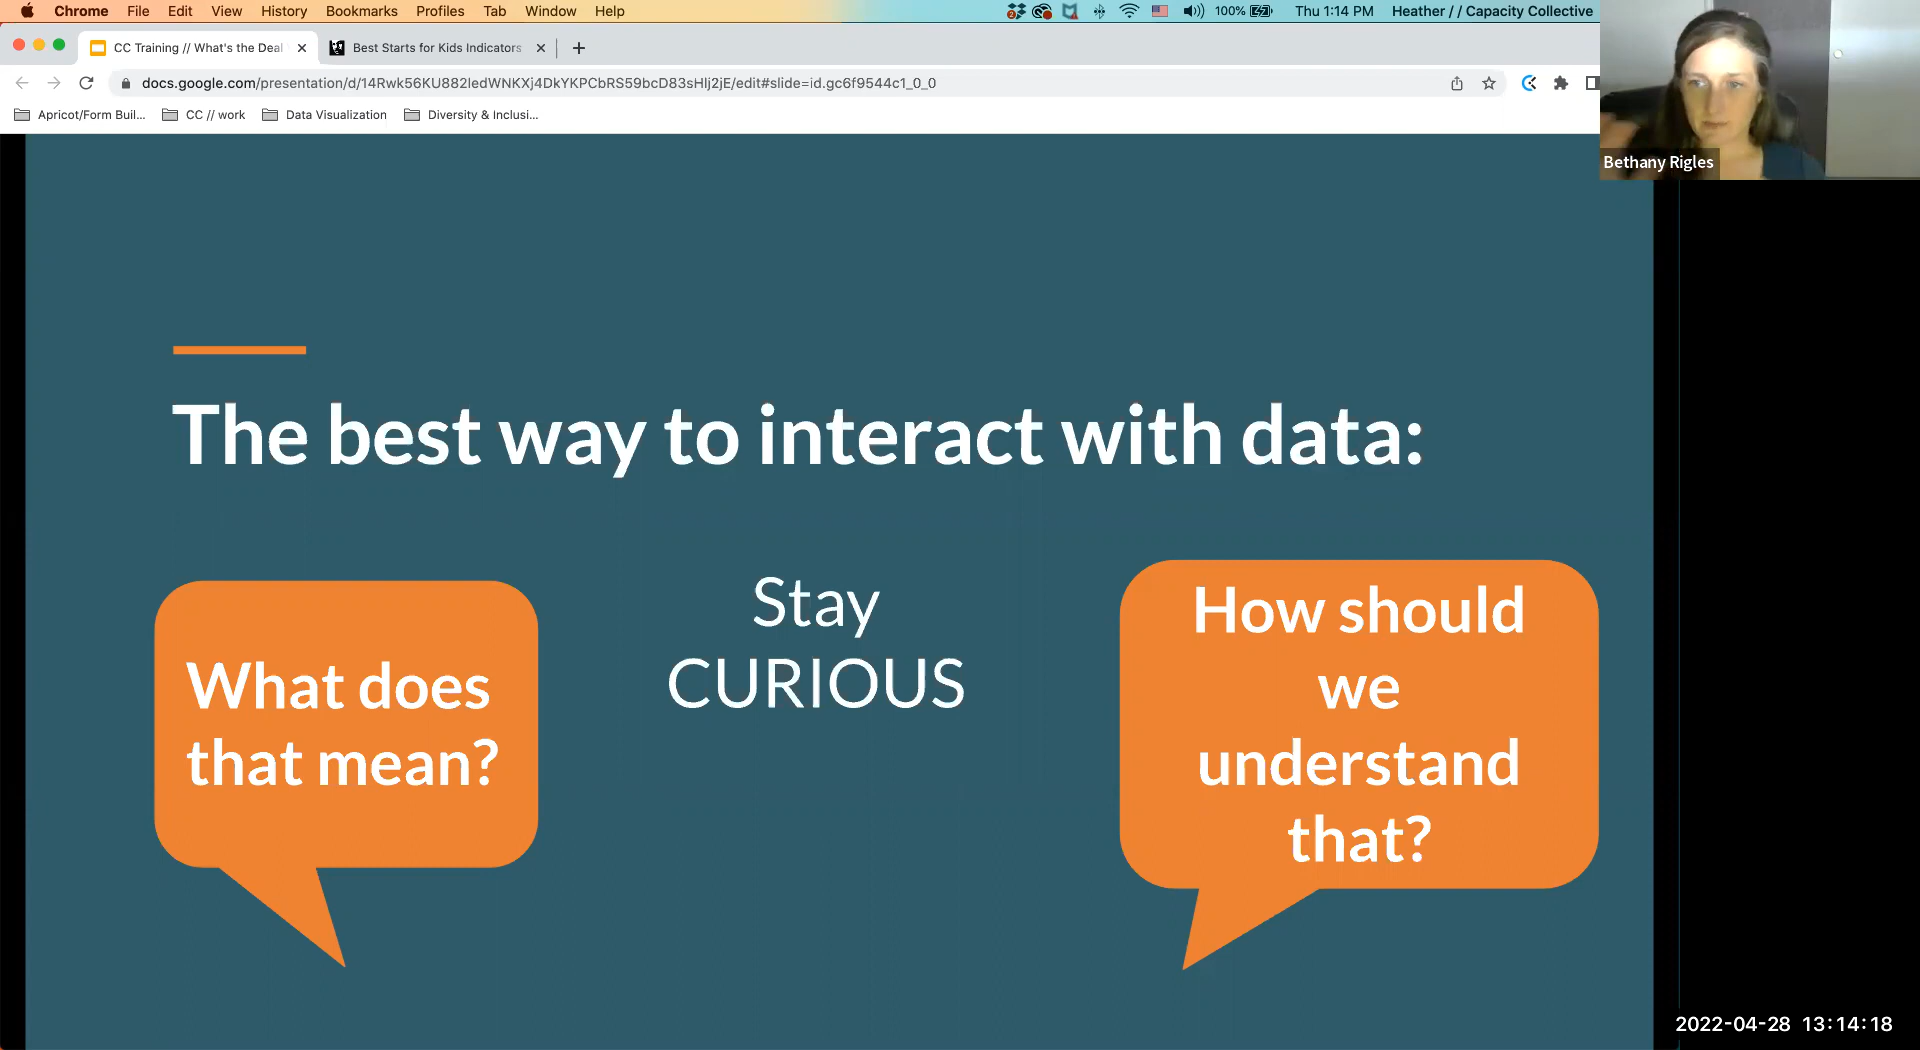 Chrome File Edit View History Bookmarks Profiles Tab Window Help 100% Thu 1:14 PM Heather // Capacity Collective
CC Training // What's the Deal Best Starts for Kids Indicators
docs.google.com/presentation/d/14Rwk56KU882ledWNKXj4DkYKPCbRS59bcD83sHlj2jE/edit#slide=id.gc6f9544c1_0_0
Apricot/Form Buil... CC // work Data Visualization Diversity & Inclusi...
Bethany Rigles
The best way to interact with data:
What does
that mean?
Stay
CURIOUS
How should
we
understand
that?
2022-04-28 13:14:18